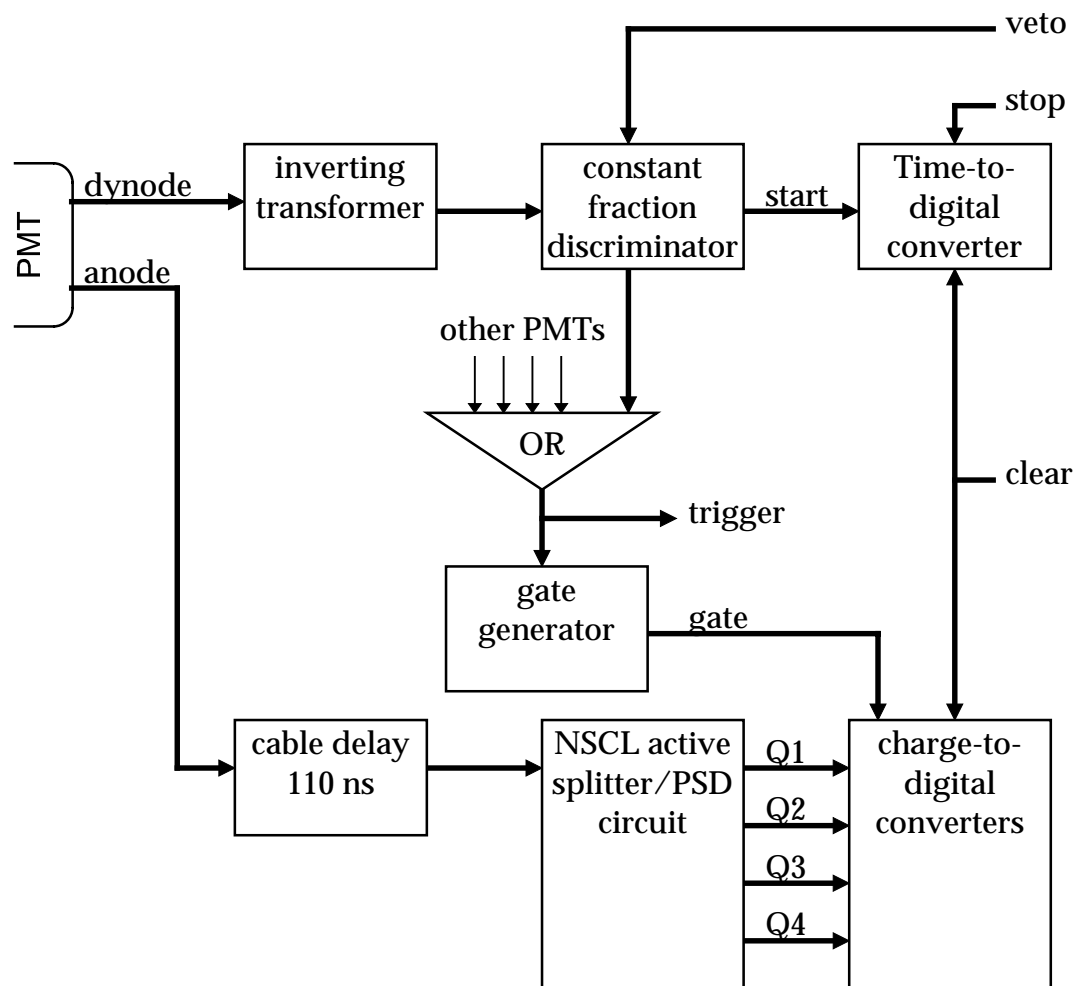 veto
stop
inverting
transformer
constant
fraction
discriminator
start
Time-to-
digital
converter
dynode
PMT
anode
other PMTs
OR
clear
trigger
gate
generator
gate
cable delay
110 ns
NSCL active
splitter/PSD
circuit
Q1
Q2
Q3
Q4
charge-to-
digital
converters